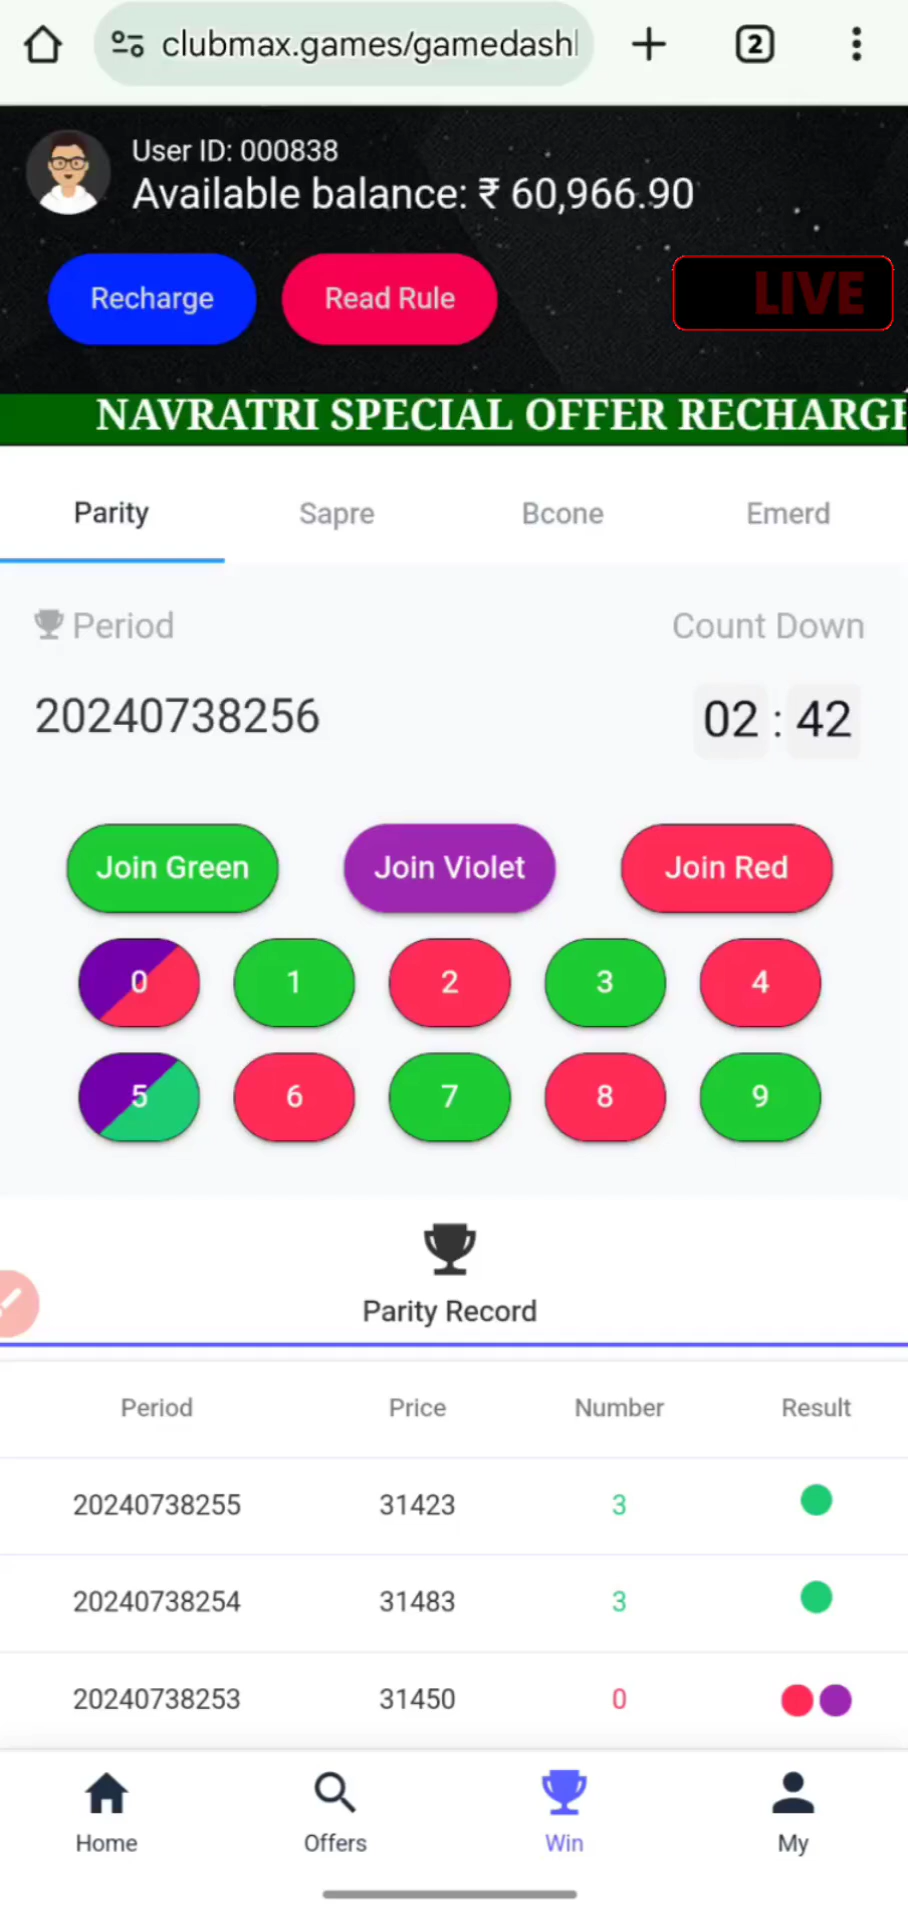 clubmax.games/gamedash
2
User ID: 000838
Available balance: ₹ 60,966.90
Recharge
Read Rule
LIVE
NAVRATRI SPECIAL OFFER RECHARGE
Parity
Sapre
Bcone
Emerd
Period
Count Down
20240738256
02 : 42
Join Green
Join Violet
Join Red
0
1
2
3
4
5
6
7
8
9
Parity Record
Period
Price
Number
Result
20240738255
31423
3
20240738254
31483
3
20240738253
31450
0
Home
Offers
Win
My